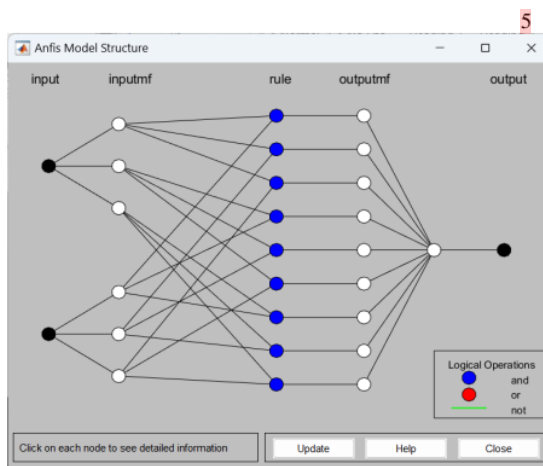 5
Anfis Model Structure
input inputmf rule outputmf output
Logical Operations
and
or
not
Click on each node to see detailed information
Update Help Close